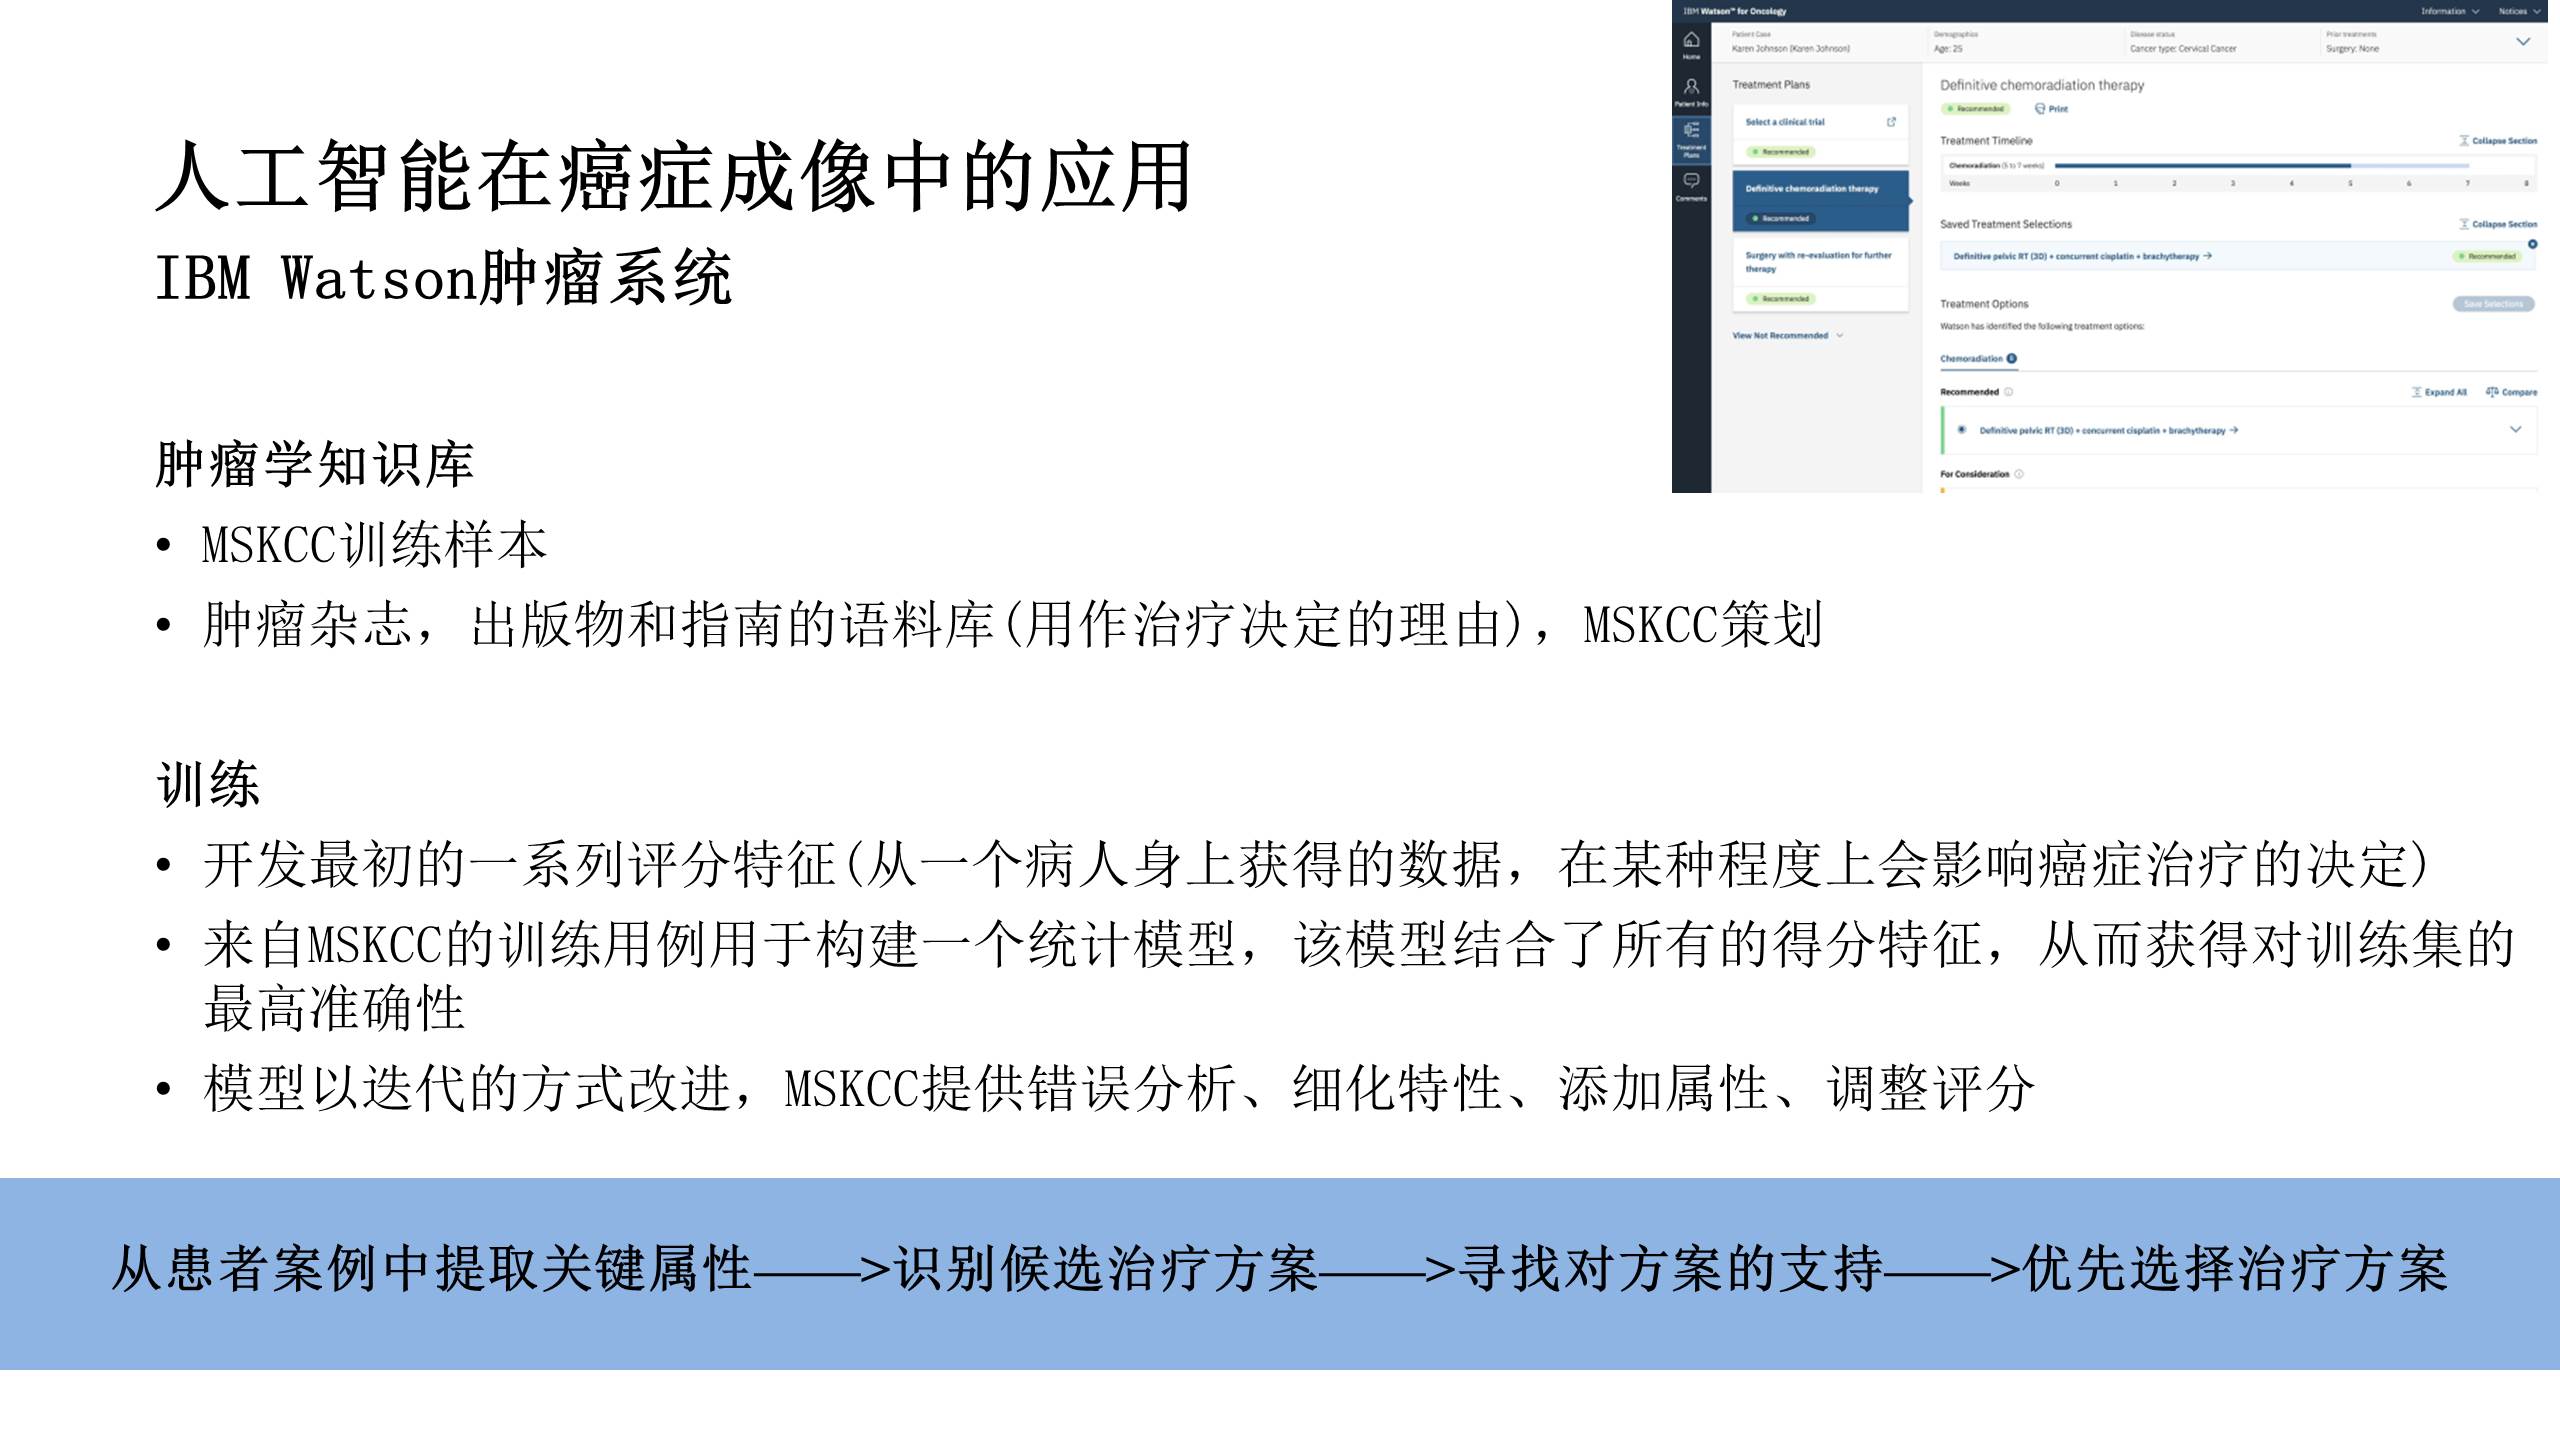 人工智能在癌症成像中的应用
IBM Watson肿瘤系统
肿瘤学知识库
• MSKCC训练样本
• 肿瘤杂志，出版物和指南的语料库(用作治疗决定的理由)，MSKCC策划
训练
• 开发最初的一系列评分特征(从一个病人身上获得的数据，在某种程度上会影响癌症治疗的决定)
• 来自MSKCC的训练用例用于构建一个统计模型，该模型结合了所有的得分特征，从而获得对训练集的
最高准确性
• 模型以迭代的方式改进，MSKCC提供错误分析、细化特性、添加属性、调整评分
从患者案例中提取关键属性——>识别候选治疗方案——>寻找对方案的支持——>优先选择治疗方案
IBM Watson™ for Oncology
Information
Notices
Home
Patient Info
Treatment
Plans
Comments
Patient Case
Karen Johnson (Karen Johnson)
Demographics
Age: 25
Disease status
Cancer type: Cervical Cancer
Prior treatments
Surgery: None
Treatment Plans
Select a clinical trial
Recommended
Definitive chemoradiation therapy
Recommended
Surgery with re-evaluation for further
therapy
Recommended
View Not Recommended
Definitive chemoradiation therapy
Recommended
Print
Treatment Timeline
Collapse Section
Chemoradiation (5 to 7 weeks)
Weeks 0 1 2 3 4 5 6 7 8
Saved Treatment Selections
Collapse Section
Definitive pelvic RT (3D) + concurrent cisplatin + brachytherapy →
Recommended
Treatment Options
Save Selections
Watson has identified the following treatment options:
Chemoradiation
Recommended
Expand All
Compare
Definitive pelvic RT (3D) + concurrent cisplatin + brachytherapy →
For Consideration